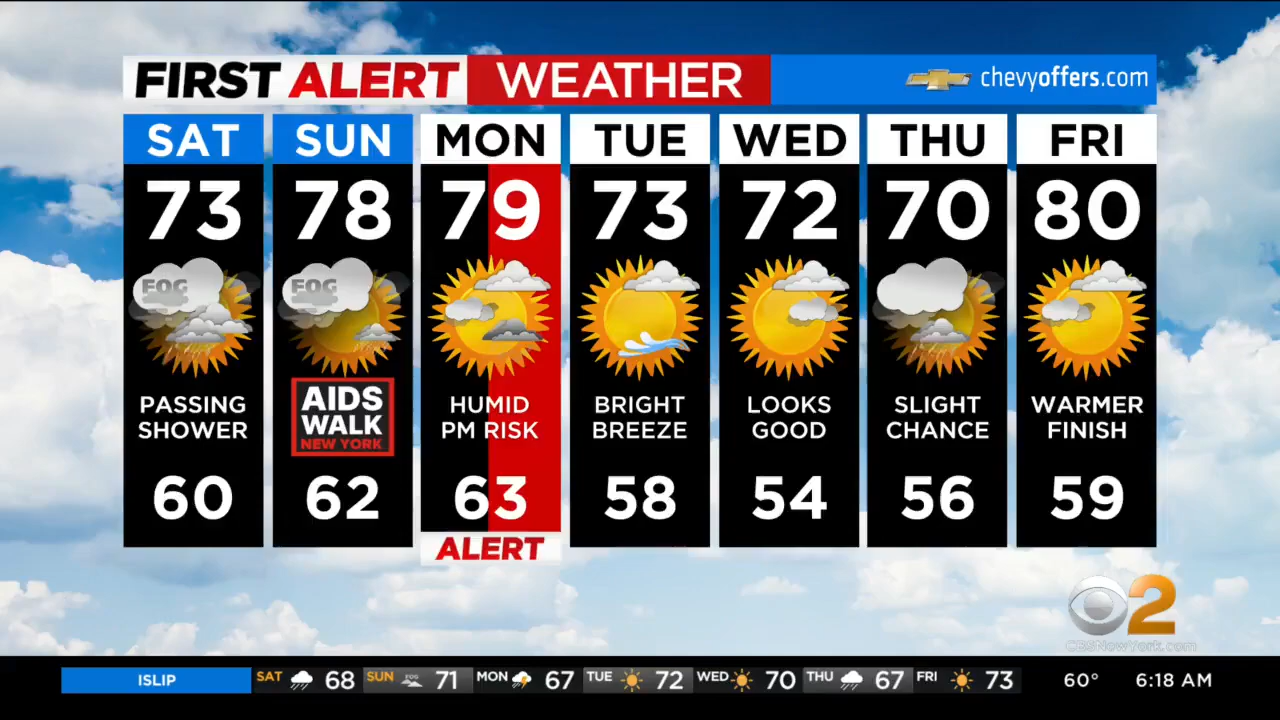 FIRST ALERT WEATHER
chevyoffers.com
SAT SUN MON TUE WED THU FRI
73 78 79 73 72 70 80
FOG FOG
PASSING SHOWER
AIDS WALK NEW YORK
HUMID PM RISK
BRIGHT BREEZE
LOOKS GOOD
SLIGHT CHANCE
WARMER FINISH
60 62 63 58 54 56 59
ALERT
2
CBSNewYork.com
ISLIP SAT 68 SUN FOG 71 MON 67 TUE 72 WED 70 THU 67 FRI 73 60° 6:18 AM